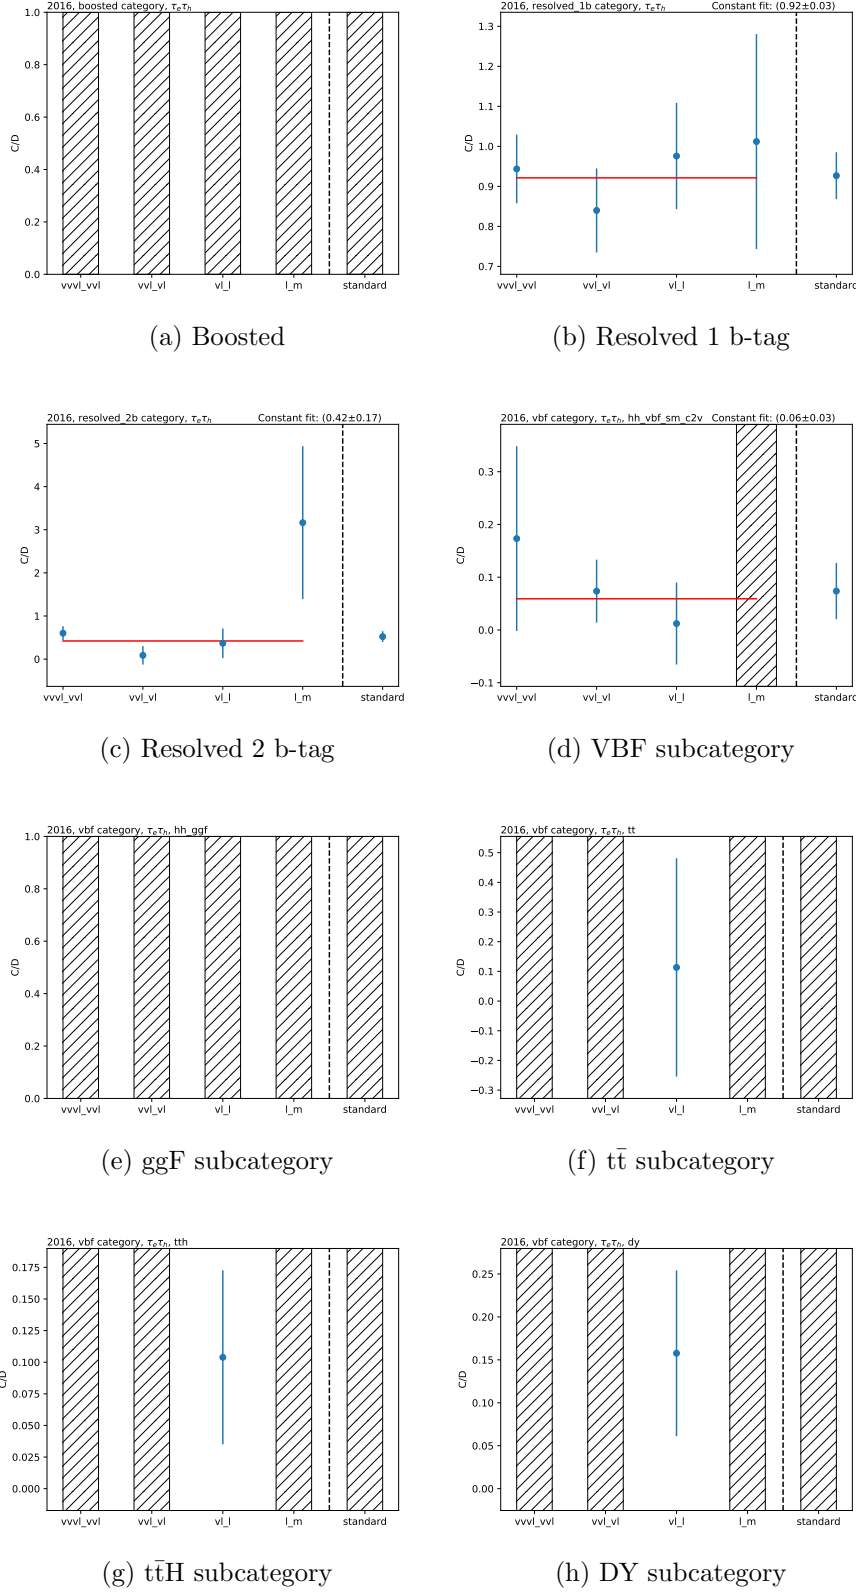 2016, boosted category, τₑτₕ
C/D
1.0
0.8
0.6
0.4
0.2
0.0
vvvl_vvl vvl_vl vl_l l_m standard
(a) Boosted
2016, resolved_1b category, τₑτₕ Constant fit: (0.92±0.03)
C/D
1.3
1.2
1.1
1.0
0.9
0.8
0.7
vvvl_vvl vvl_vl vl_l l_m standard
(b) Resolved 1 b-tag
2016, resolved_2b category, τₑτₕ Constant fit: (0.42±0.17)
C/D
5
4
3
2
1
0
vvvl_vvl vvl_vl vl_l l_m standard
(c) Resolved 2 b-tag
2016, vbf category, τₑτₕ, hh_vbf_sm_c2v Constant fit: (0.06±0.03)
C/D
0.3
0.2
0.1
0.0
−0.1
vvvl_vvl vvl_vl vl_l l_m standard
(d) VBF subcategory
2016, vbf category, τₑτₕ, hh_ggf
C/D
1.0
0.8
0.6
0.4
0.2
0.0
vvvl_vvl vvl_vl vl_l l_m standard
(e) ggF subcategory
2016, vbf category, τₑτₕ, tt
C/D
0.5
0.4
0.3
0.2
0.1
0.0
−0.1
−0.2
−0.3
vvvl_vvl vvl_vl vl_l l_m standard
(f) tt̄ subcategory
2016, vbf category, τₑτₕ, tth
C/D
0.175
0.150
0.125
0.100
0.075
0.050
0.025
0.000
vvvl_vvl vvl_vl vl_l l_m standard
(g) tt̄H subcategory
2016, vbf category, τₑτₕ, dy
C/D
0.25
0.20
0.15
0.10
0.05
0.00
vvvl_vvl vvl_vl vl_l l_m standard
(h) DY subcategory